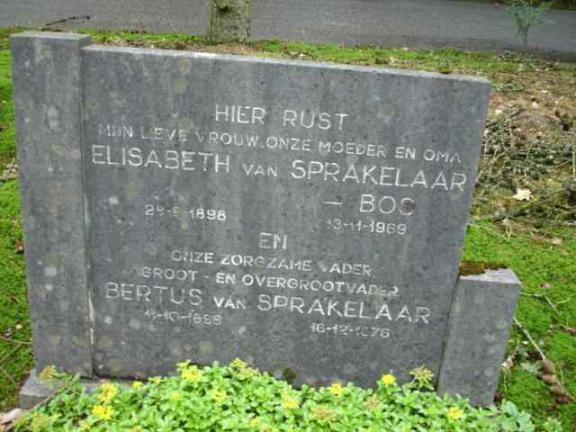 HIER RUST
MIJN LIEVE VROUW, ONZE MOEDER EN OMA
ELISABETH VAN SPRAKELAAR
— BOS
1898 13-11-1969
EN
ONZE ZORGZAME VADER
GROOT - EN OVERGROOTVADER
BERTUS VAN SPRAKELAAR
16-12-1976